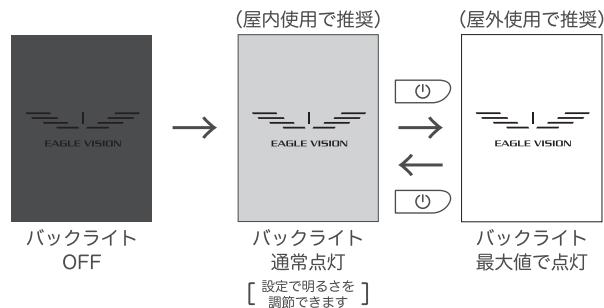 (屋内使用で推奨)
(屋外使用で推奨)
EAGLE VISION
EAGLE VISION
EAGLE VISION
バックライト
OFF
バックライト
通常点灯
[設定で明るさを
調節できます]
バックライト
最大値で点灯